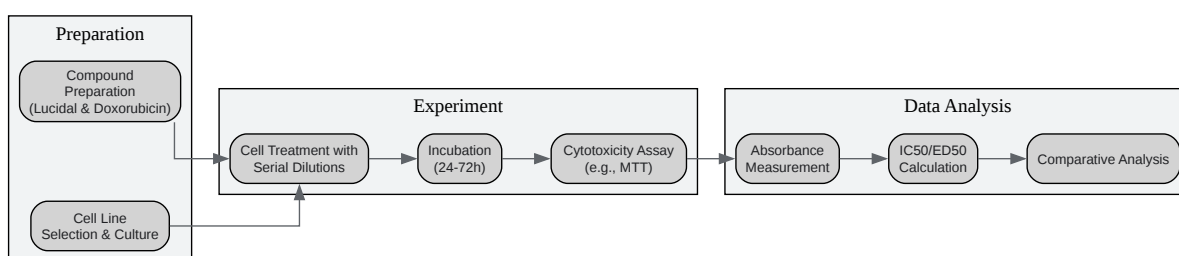 Preparation
Compound
Preparation
(Lucidal & Doxorubicin)
Cell Line
Selection & Culture
Experiment
Cell Treatment with
Serial Dilutions
Incubation
(24-72h)
Cytotoxicity Assay
(e.g., MTT)
Data Analysis
Absorbance
Measurement
IC50/ED50
Calculation
Comparative Analysis